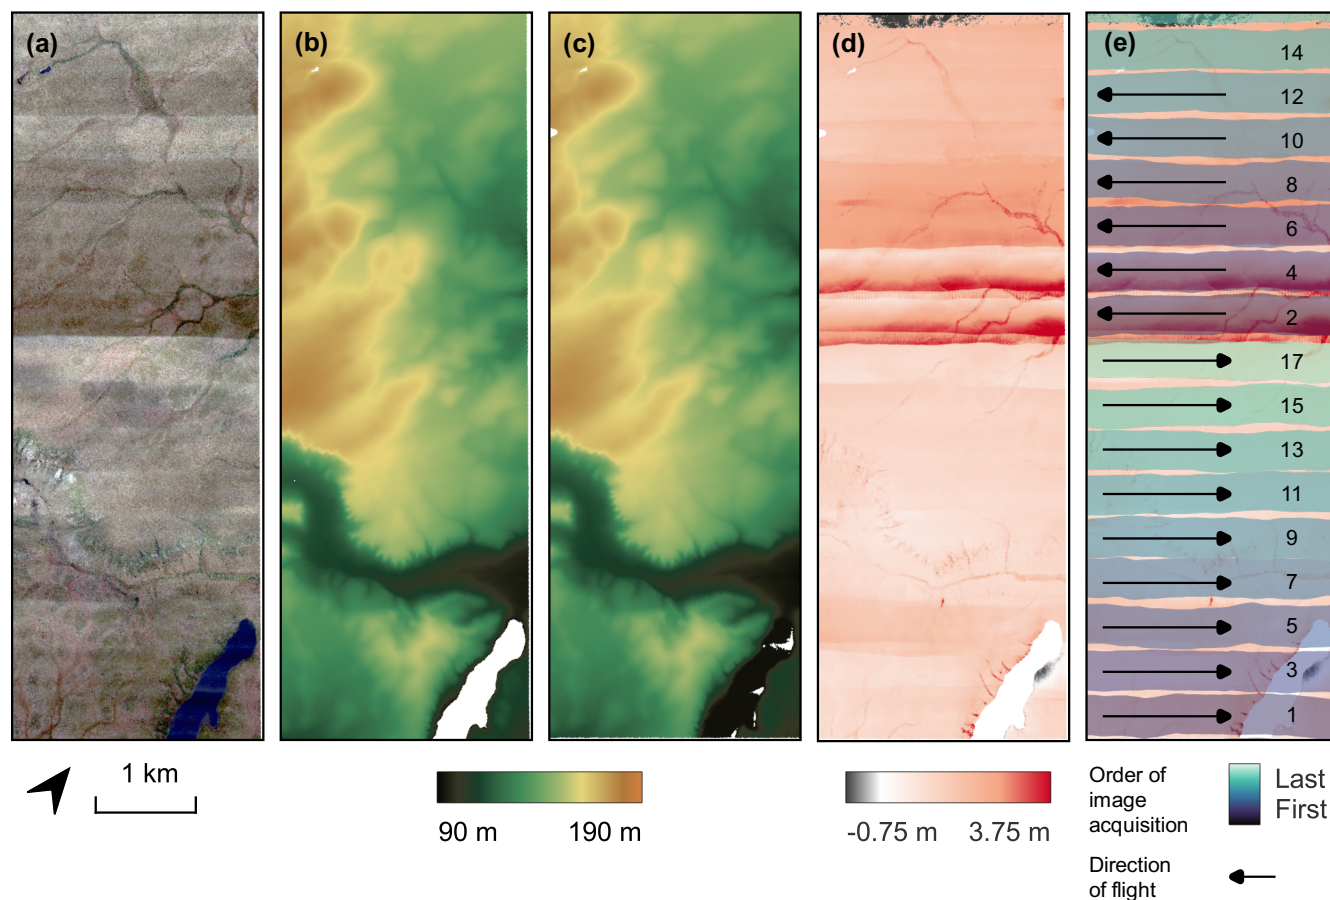 (a)
(b)
(c)
(d)
(e)
14
12
10
8
6
4
2
17
15
13
11
9
7
5
3
1
1 km
90 m 190 m
-0.75 m 3.75 m
Order of
image
acquisition
Last
First
Direction
of flight